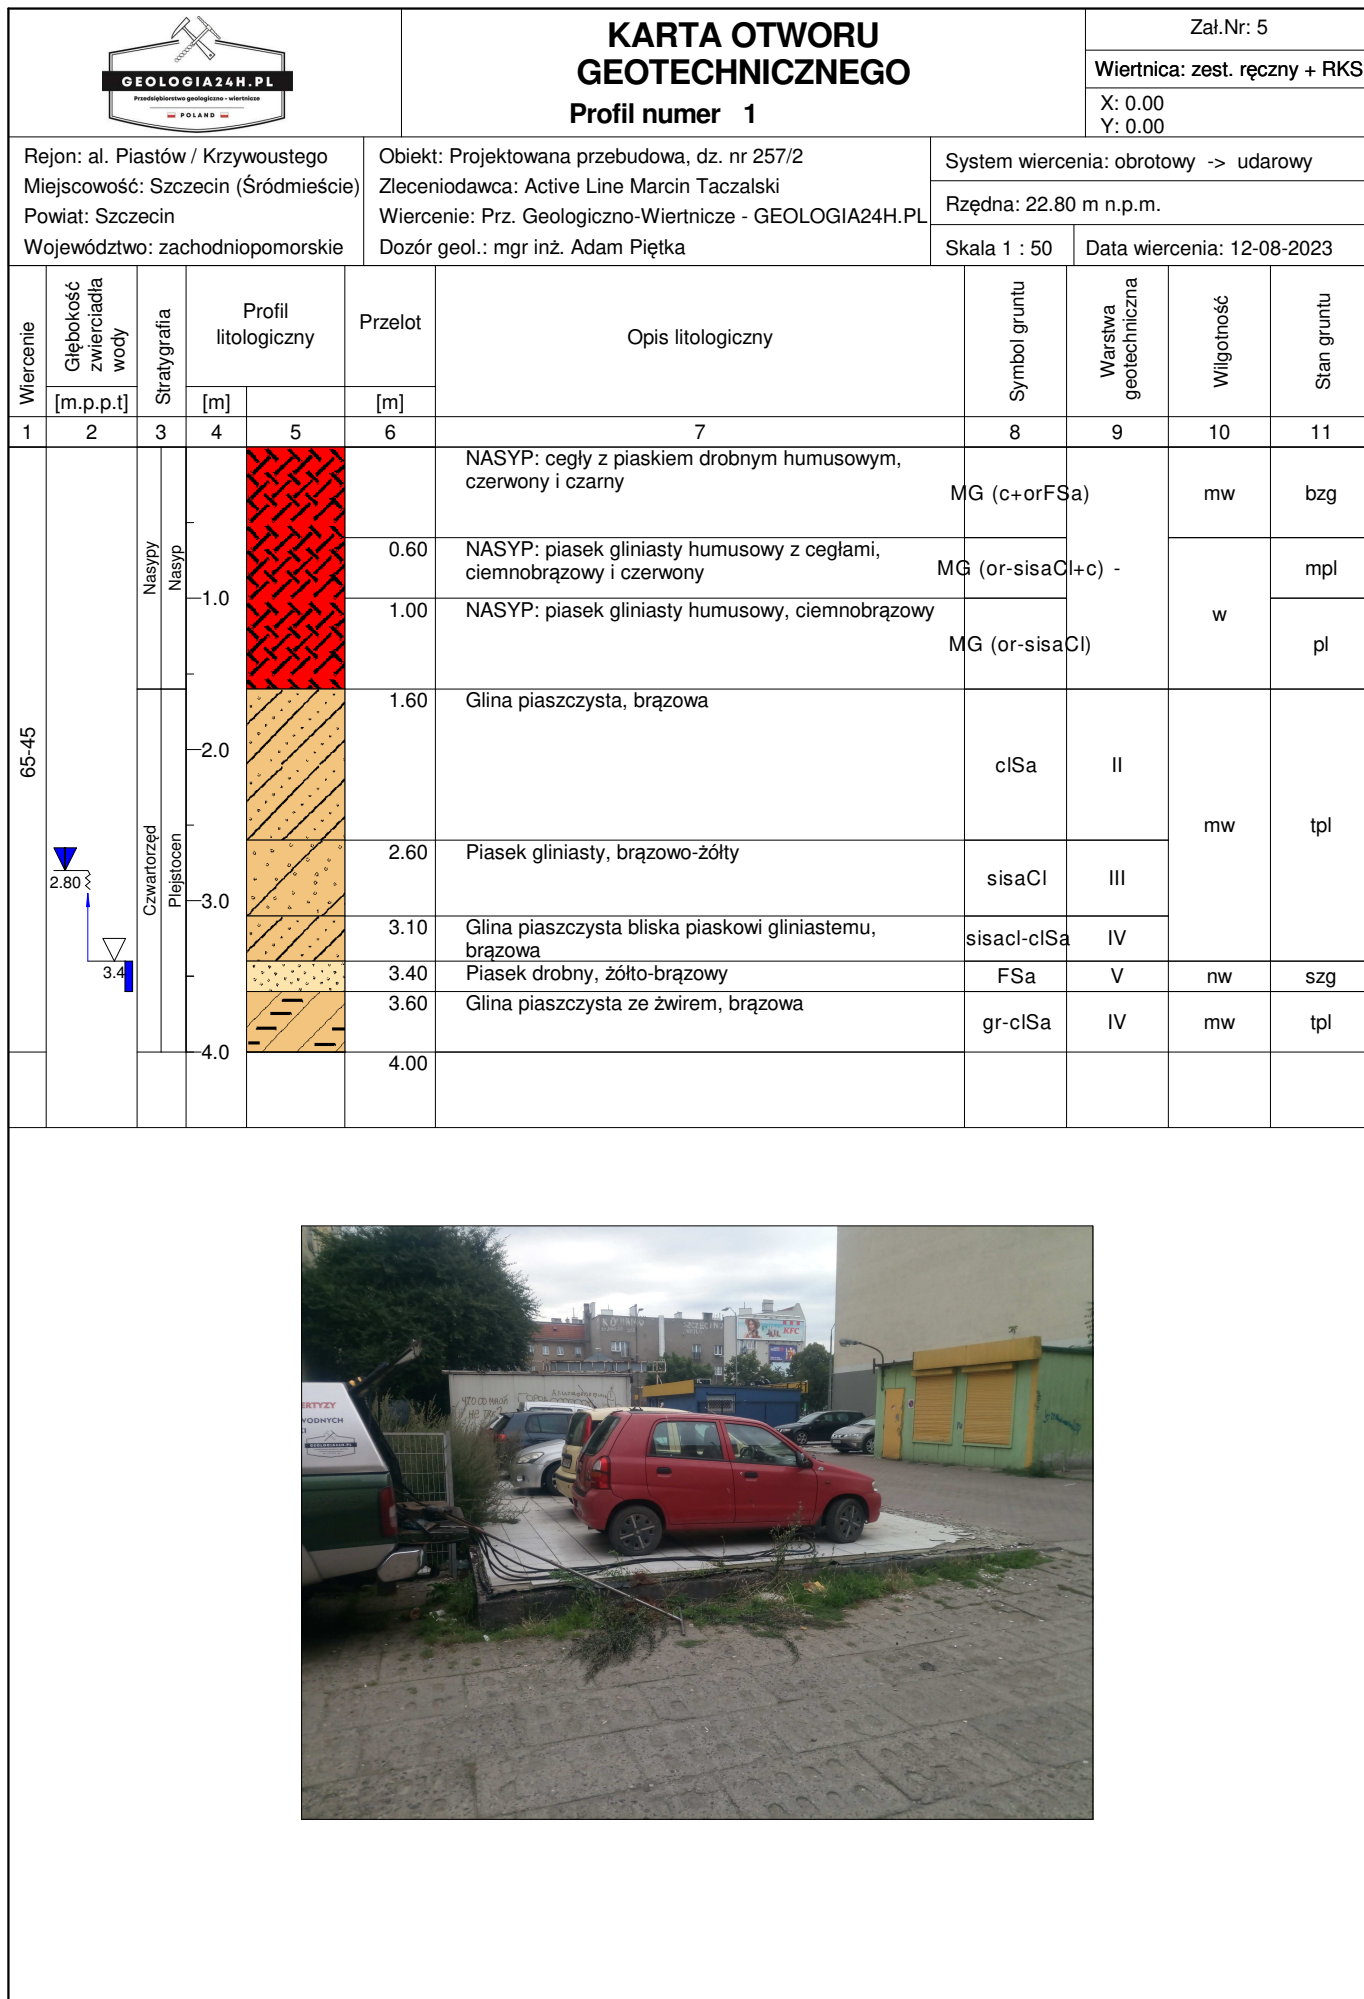 GEOLOGIA24H.PL
Przedsiębiorstwo geologiczno - wiertnicze
POLAND
KARTA OTWORU
GEOTECHNICZNEGO
Profil numer 1
Zał.Nr: 5
Wiertnica: zest. ręczny + RKS
X: 0.00
Y: 0.00
Rejon: al. Piastów / Krzywoustego
Miejscowość: Szczecin (Śródmieście)
Powiat: Szczecin
Województwo: zachodniopomorskie
Obiekt: Projektowana przebudowa, dz. nr 257/2
Zleceniodawca: Active Line Marcin Taczalski
Wiercenie: Prz. Geologiczno-Wiertnicze - GEOLOGIA24H.PL
Dozór geol.: mgr inż. Adam Piętka
System wiercenia: obrotowy -> udarowy
Rzędna: 22.80 m n.p.m.
Skala 1 : 50
Data wiercenia: 12-08-2023
Wiercenie
Głębokość zwierciadła wody
[m.p.p.t]
Stratygrafia
Profil litologiczny
[m]
Przelot
[m]
Opis litologiczny
Symbol gruntu
Warstwa geotechniczna
Wilgotność
Stan gruntu
1 2 3 4 5 6 7 8 9 10 11
65-45
2.80
3.4
Nasypy
Nasyp
Czwartorzęd
Plejstocen
1.0
2.0
3.0
4.0
NASYP: cegły z piaskiem drobnym humusowym,
czerwony i czarny
MG (c+orFSa)
mw
bzg
0.60
NASYP: piasek gliniasty humusowy z cegłami,
ciemnobrązowy i czerwony
MG (or-sisaCl+c) -
mpl
1.00
NASYP: piasek gliniasty humusowy, ciemnobrązowy
MG (or-sisaCl)
w
pl
1.60
Glina piaszczysta, brązowa
clSa
II
mw
tpl
2.60
Piasek gliniasty, brązowo-żółty
sisaCl
III
3.10
Glina piaszczysta bliska piaskowi gliniastemu,
brązowa
sisacl-clSa
IV
3.40
Piasek drobny, żółto-brązowy
FSa
V
nw
szg
3.60
Glina piaszczysta ze żwirem, brązowa
gr-clSa
IV
mw
tpl
4.00
KFC
ERTYZY
WODNYCH
GEOLOGIA24H.PL